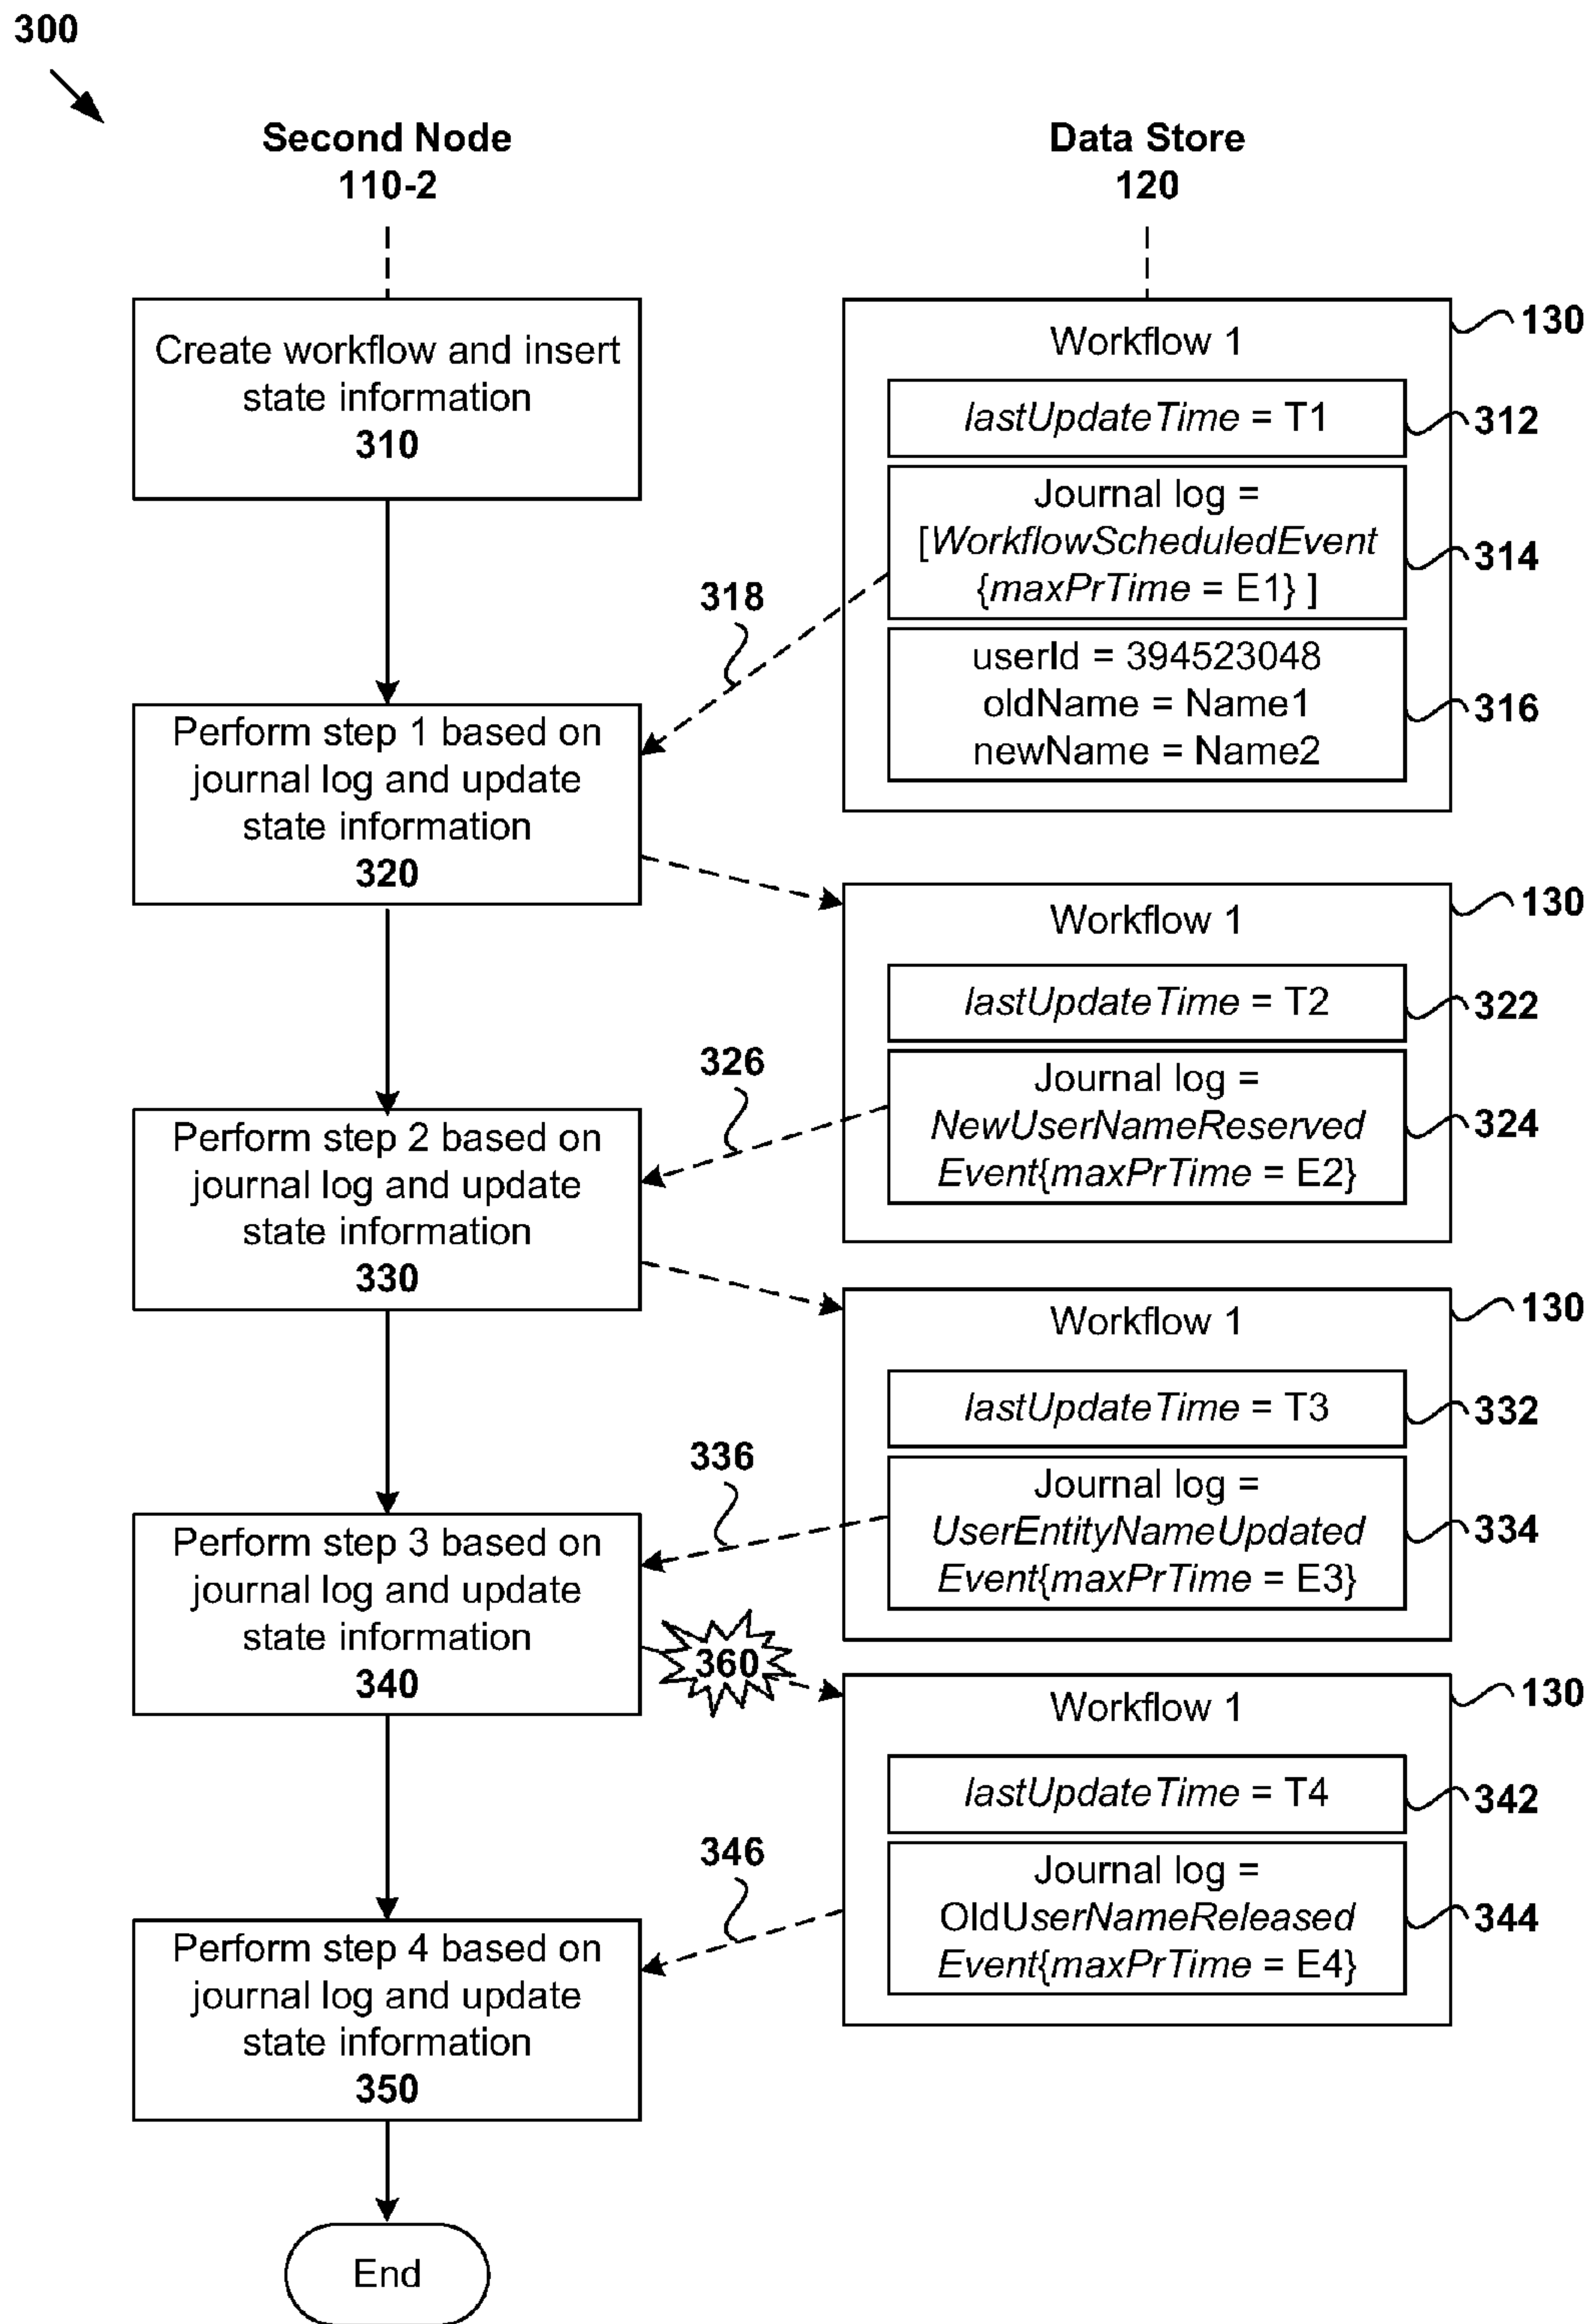 300
Second Node
110-2
Data Store
120
Create workflow and insert
state information
310
Workflow 1
130
lastUpdateTime = T1
312
Journal log =
[WorkflowScheduledEvent
{maxPrTime = E1} ]
314
318
userId = 394523048
oldName = Name1
newName = Name2
316
Perform step 1 based on
journal log and update
state information
320
Workflow 1
130
lastUpdateTime = T2
322
326
Journal log =
NewUserNameReserved
Event{maxPrTime = E2}
324
Perform step 2 based on
journal log and update
state information
330
Workflow 1
130
lastUpdateTime = T3
332
336
Journal log =
UserEntityNameUpdated
Event{maxPrTime = E3}
334
Perform step 3 based on
journal log and update
state information
340
360
Workflow 1
130
lastUpdateTime = T4
342
346
Journal log =
OldUserNameReleased
Event{maxPrTime = E4}
344
Perform step 4 based on
journal log and update
state information
350
End